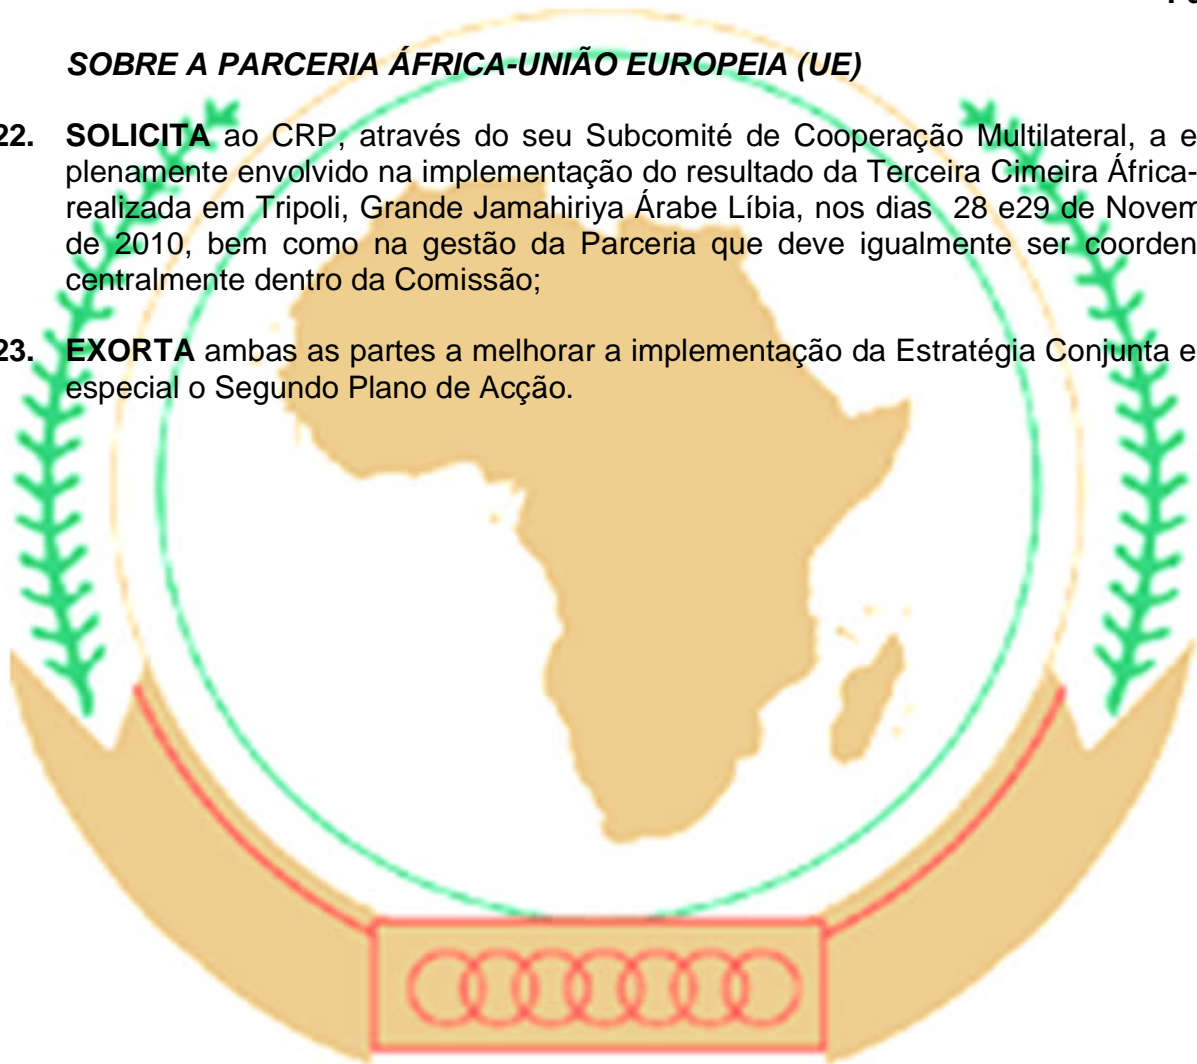 SOBRE A PARCERIA ÁFRICA-UNIÃO EUROPEIA (UE)
22. SOLICITA ao CRP, através do seu Subcomité de Cooperação Multilateral, a
plenamente envolvido na implementação do resultado da Terceira Cimeira África-
realizada em Tripoli, Grande Jamahiriya Árabe Líbia, nos dias 28 e29 de
de 2010, bem como na gestão da Parceria que deve igualmente ser
centralmente dentro da Comissão;
23. EXORTA ambas as partes a melhorar a implementação da Estratégia Conjunta
especial o Segundo Plano de Acção.